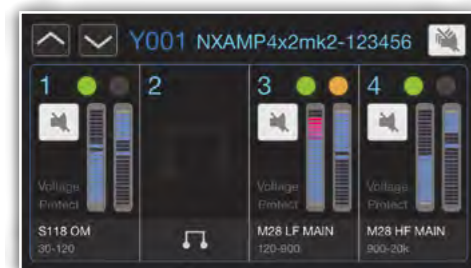 Y001 NXAMP4x2mk2-123456
1 2 3 4
Voltage Voltage Voltage
Protect Protect Protect
S118 OM M28 LF MAIN M28 HF MAIN
30-120 120-900 900-20k